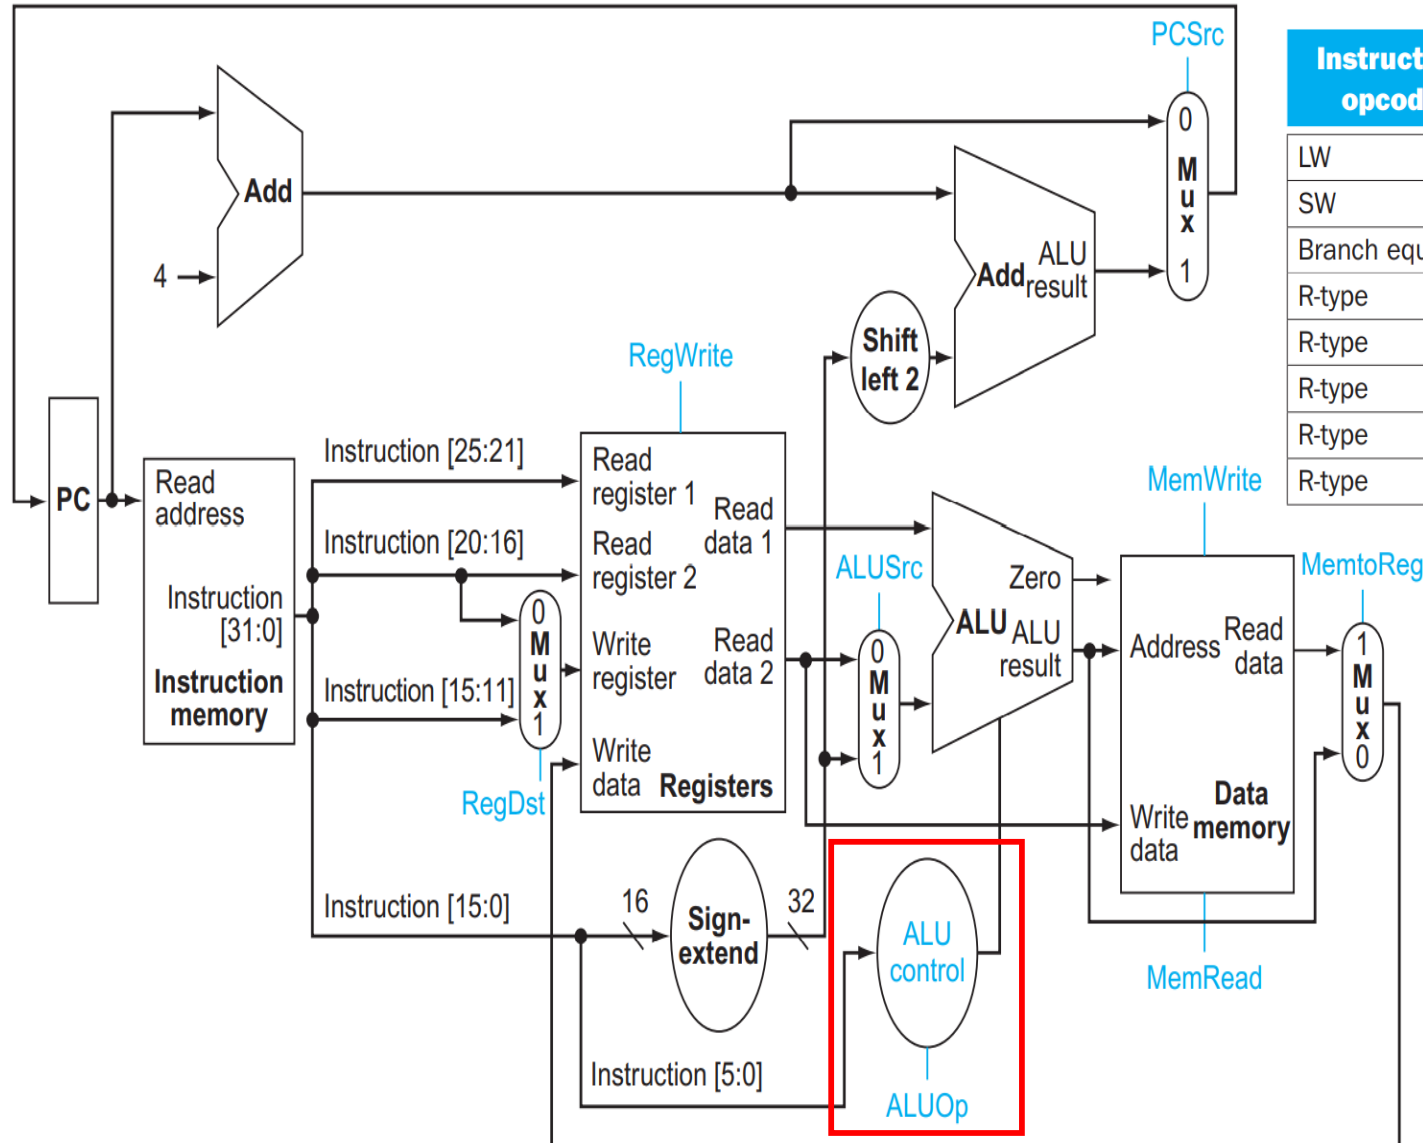 PCSrc
0
M
u
x
1
Add
4
Add
ALU
result
Shift
left 2
RegWrite
PC
Read
address
Instruction
[31:0]
Instruction
memory
Instruction [25:21]
Instruction [20:16]
Instruction [15:11]
Instruction [15:0]
Instruction [5:0]
0
M
u
x
1
RegDst
Read
register 1
Read
register 2
Write
register
Write
data
Read
data 1
Read
data 2
Registers
16
Sign-
extend
32
ALUSrc
0
M
u
x
1
Zero
ALU
ALU
result
ALU
control
ALUOp
MemWrite
Address
Read
data
Write
data
Data
memory
MemRead
MemtoReg
1
M
u
x
0
Instruct
opcod
LW
SW
Branch equ
R-type
R-type
R-type
R-type
R-type